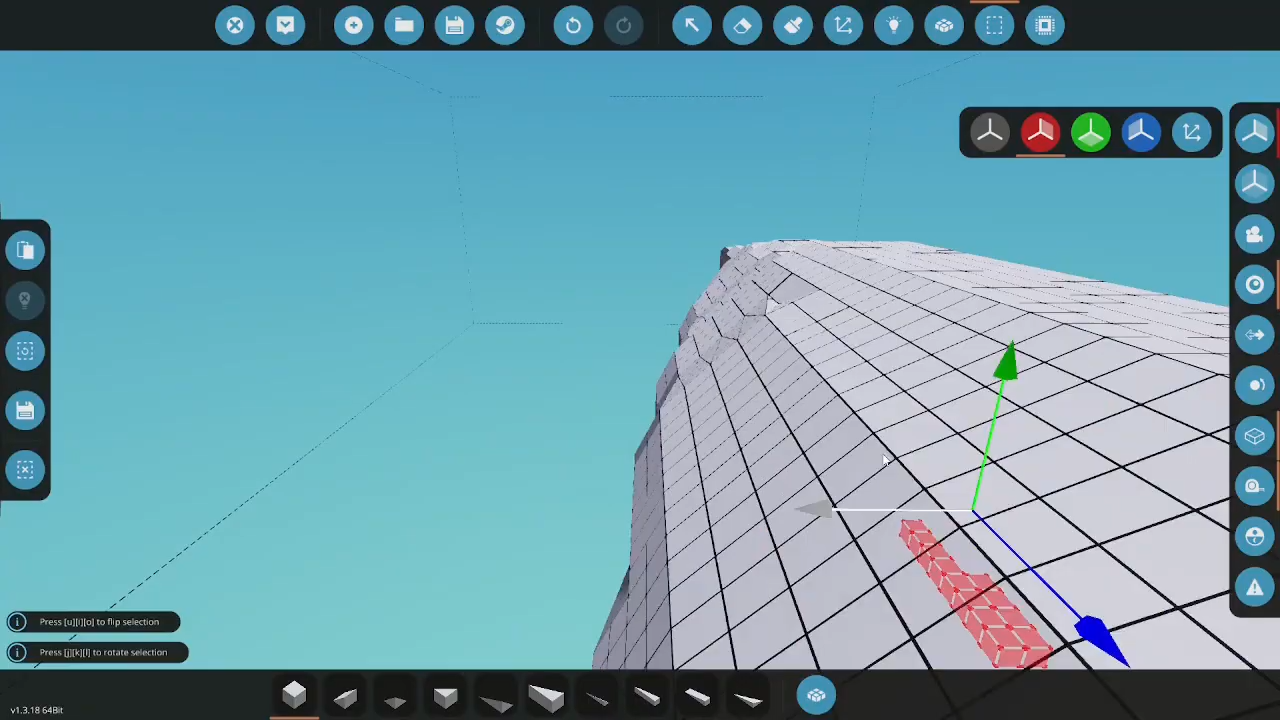 Press [u][i][o] to flip selection
Press [j][k][l] to rotate selection
v1.3.18 64Bit